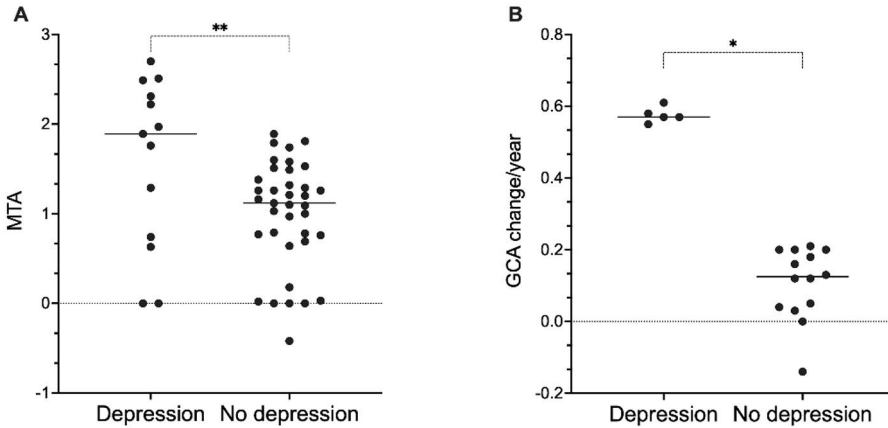 A
**
3
2
1
0
-1
MTA
Depression
No depression
B
*
0.8
0.6
0.4
0.2
0.0
-0.2
GCA change/year
Depression
No depression